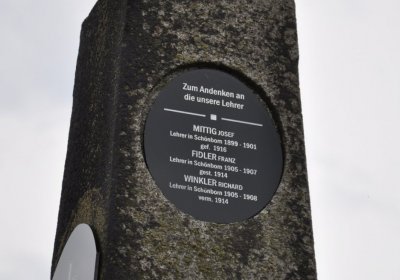 Zum Andenken an
die unsere Lehrer
MITTIG JOSEF
Lehrer in Schönborn 1899 - 1901
gef. 1916
FIDLER FRANZ
Lehrer in Schönborn 1905 - 1907
gest. 1914
WINKLER RICHARD
Lehrer in Schönborn 1905 - 1908
verm. 1914